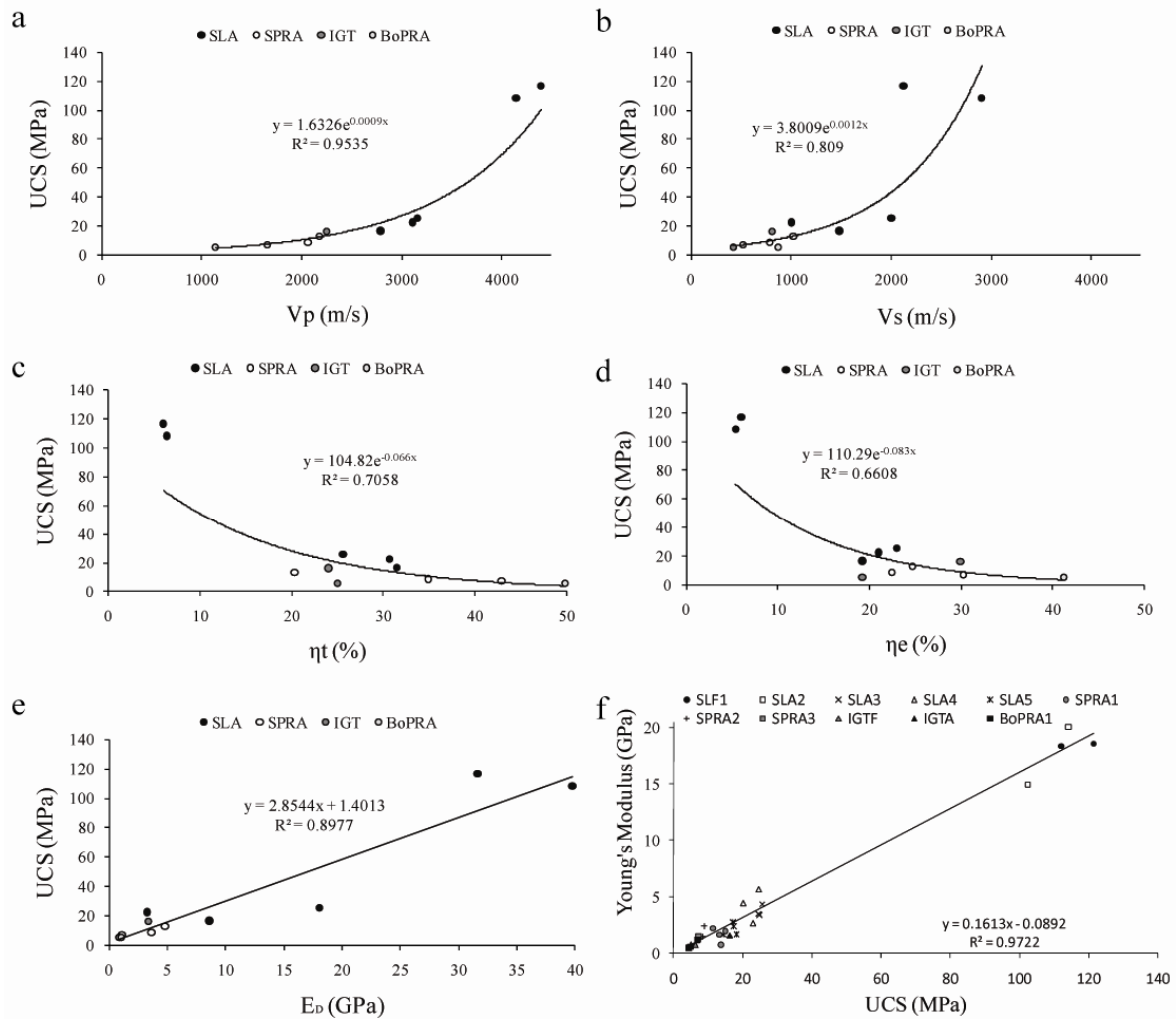 a
SLA SPRA IGT BoPRA
140
120
100
80
60
40
20
0
UCS (MPa)
y = 1.6326e^0.0009x
R² = 0.9535
1000 2000 3000 4000
Vp (m/s)
b
SLA SPRA IGT BoPRA
140
120
100
80
60
40
20
0
UCS (MPa)
y = 3.8009e^0.0012x
R² = 0.809
0 1000 2000 3000 4000
Vs (m/s)
c
SLA SPRA IGT BoPRA
140
120
100
80
60
40
20
0
UCS (MPa)
y = 104.82e^-0.066x
R² = 0.7058
0 10 20 30 40 50
ηt (%)
d
SLA SPRA IGT BoPRA
140
120
100
80
60
40
20
0
UCS (MPa)
y = 110.29e^-0.083x
R² = 0.6608
0 10 20 30 40 50
ηe (%)
e
SLA SPRA IGT BoPRA
140
120
100
80
60
40
20
0
UCS (MPa)
y = 2.8544x + 1.4013
R² = 0.8977
0 5 10 15 20 25 30 35 40
E_D (GPa)
f
SLF1 SLA2 SLA3 SLA4 SLA5 SPRA1
SPRA2 SPRA3 IGTF IGTA BoPRA1
20
15
10
5
0
Young's Modulus (GPa)
y = 0.1613x - 0.0892
R² = 0.9722
0 20 40 60 80 100 120 140
UCS (MPa)